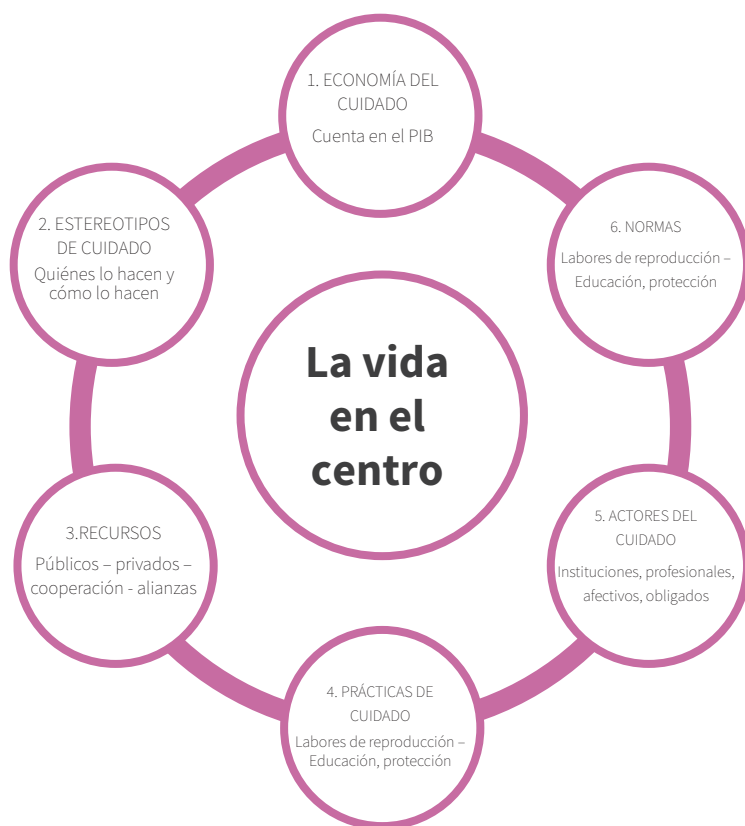 1. ECONOMÍA DEL
CUIDADO
Cuenta en el PIB
2. ESTEREOTIPOS
DE CUIDADO
Quiénes lo hacen y
cómo lo hacen
3.RECURSOS
Públicos – privados –
cooperación - alianzas
4. PRÁCTICAS DE
CUIDADO
Labores de reproducción –
Educación, protección
5. ACTORES DEL
CUIDADO
Instituciones, profesionales,
afectivos, obligados
6. NORMAS
Labores de reproducción –
Educación, protección
La vida
en el
centro